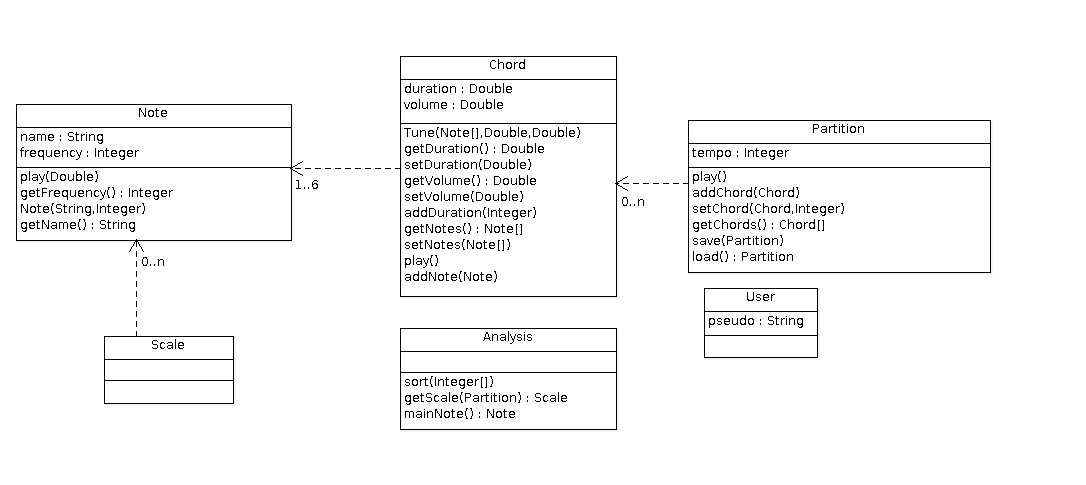 Note
name : String
frequency : Integer
play(Double)
getFrequency() : Integer
Note(String,Integer)
getName() : String
1..6
0..n
Scale
Chord
duration : Double
volume : Double
Tune(Note[],Double,Double)
getDuration() : Double
setDuration(Double)
getVolume() : Double
setVolume(Double)
addDuration(Integer)
getNotes() : Note[]
setNotes(Note[])
play()
addNote(Note)
0..n
Analysis
sort(Integer[])
getScale(Partition) : Scale
mainNote() : Note
Partition
tempo : Integer
play()
addChord(Chord)
setChord(Chord,Integer)
getChords() : Chord[]
save(Partition)
load() : Partition
User
pseudo : String